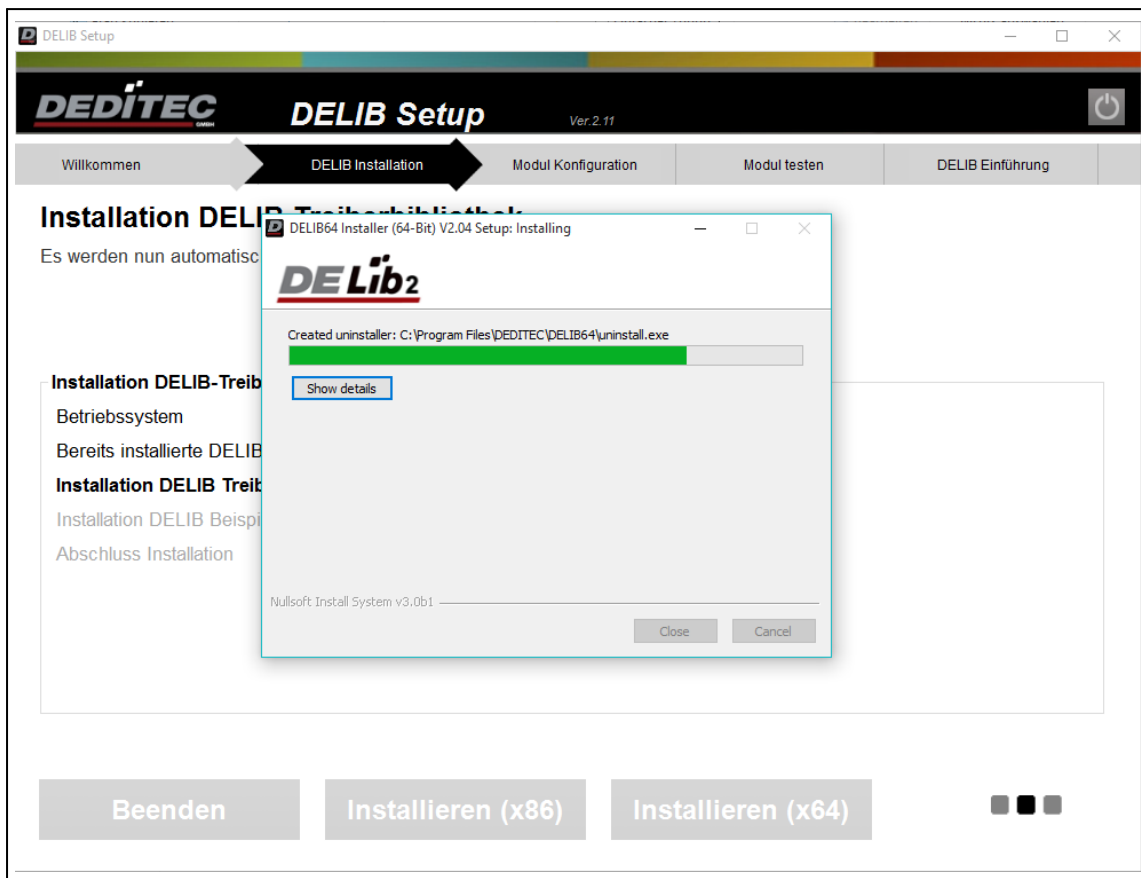 DELIB Setup
DEDITEC
GMBH
DELIB Setup
Ver.2.11
Willkommen
DELIB Installation
Modul Konfiguration
Modul testen
DELIB Einführung
Installation DELIB-Treiberbibliothek
Es werden nun automatisc
DELIB64 Installer (64-Bit) V2.04 Setup: Installing
DELib2
Created uninstaller: C:\Program Files\DEDITEC\DELIB64\uninstall.exe
Show details
Installation DELIB-Treib
Betriebssystem
Bereits installierte DELIB
Installation DELIB Treib
Installation DELIB Beispi
Abschluss Installation
Nullsoft Install System v3.0b1
Close
Cancel
Beenden
Installieren (x86)
Installieren (x64)